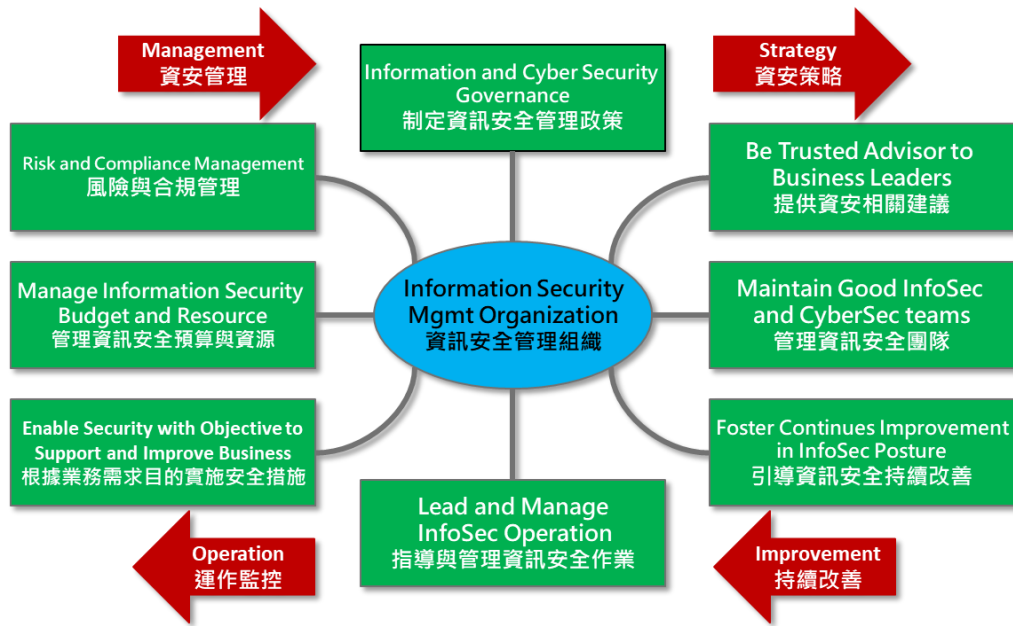 Management
資安管理
Information and Cyber Security
Governance
制定資訊安全管理政策
Strategy
資安策略
Risk and Compliance Management
風險與合規管理
Be Trusted Advisor to
Business Leaders
提供資安相關建議
Manage Information Security
Budget and Resource
管理資訊安全預算與資源
Information Security
Mgmt Organization
資訊安全管理組織
Maintain Good InfoSec
and CyberSec teams
管理資訊安全團隊
Enable Security with Objective to
Support and Improve Business
根據業務需求目的實施安全措施
Lead and Manage
InfoSec Operation
指導與管理資訊安全作業
Foster Continues Improvement
in InfoSec Posture
引導資訊安全持續改善
Operation
運作監控
Improvement
持續改善